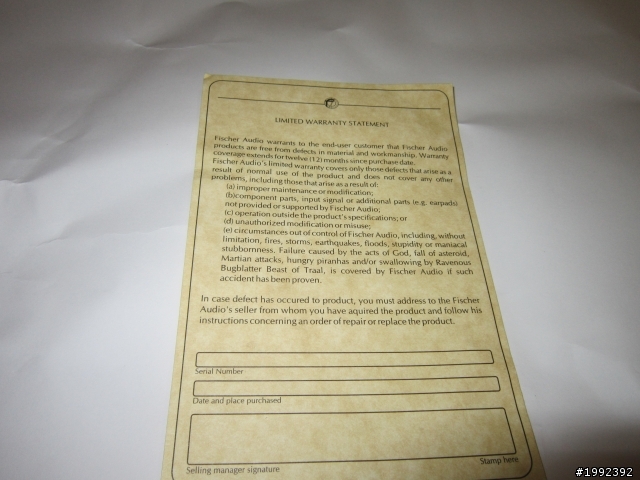 LIMITED WARRANTY STATEMENT
Fischer Audio warrants to the end-user customer that Fischer Audio
products are free from defects in material and workmanship. Warranty
coverage extends for twelve (12) months since purchase date.
Fischer Audio's limited warranty covers only those defects that arise as a
result of normal use of the product and does not cover any other
problems, including those that arise as a result of:
(a) improper maintenance or modification;
(b)component parts, input signal or additional parts (e.g. earpads)
not provided or supported by Fischer Audio;
(c) operation outside the product's specifications; or
(d) unauthorized modification or misuse;
(e) circumstances out of control of Fischer Audio, including, without
limitation, fires, storms, earthquakes, floods, stupidity or maniacal
stubbornness. Failure caused by the acts of God, fall of asteroid,
Martian attacks, hungry piranhas and/or swallowing by Ravenous
Bugblatter Beast of Traal, is covered by Fischer Audio if such
accident has been proven.
In case defect has occured to product, you must address to the Fischer
Audio's seller from whom you have aquired the product and follow his
instructions concerning an order of repair or replace the product.
Serial Number
Date and place purchased
Selling manager signature
Stamp here
#1992392